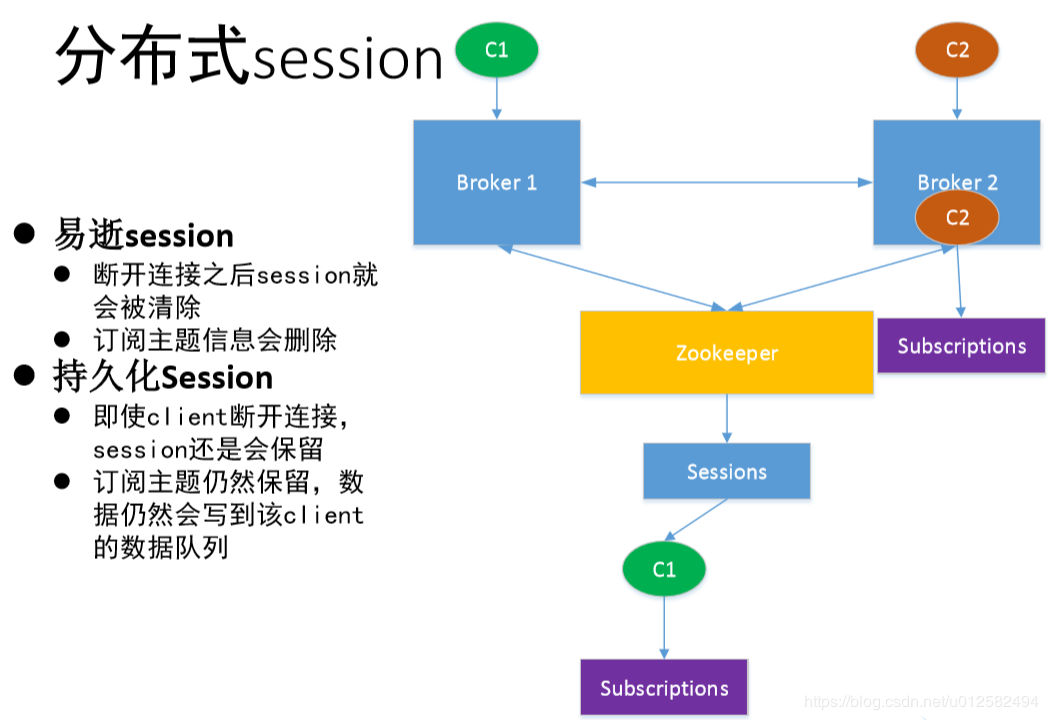 分布式session
易逝session
断开连接之后session就
会被清除
订阅主题信息会删除
持久化Session
即使client断开连接，
session还是会保留
订阅主题仍然保留，数
据仍然会写到该client
的数据队列
C1
C2
Broker 1
Broker 2
C2
Zookeeper
Subscriptions
Sessions
C1
Subscriptions
https://blog.csdn.net/u012582494